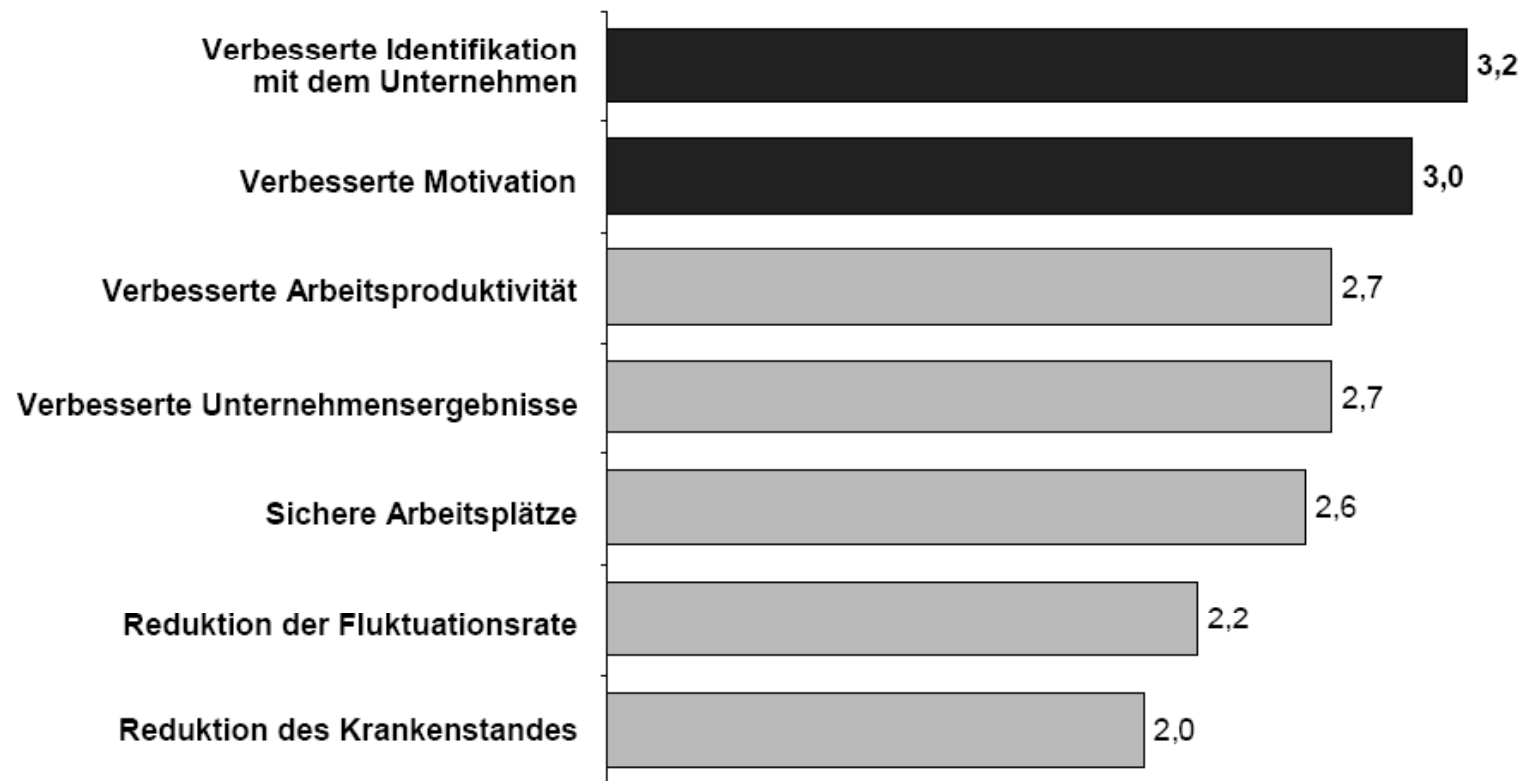 Verbesserte Identifikation
mit dem Unternehmen
3,2
Verbesserte Motivation
3,0
Verbesserte Arbeitsproduktivität
2,7
Verbesserte Unternehmensergebnisse
2,7
Sichere Arbeitsplätze
2,6
Reduktion der Fluktuationsrate
2,2
Reduktion des Krankenstandes
2,0